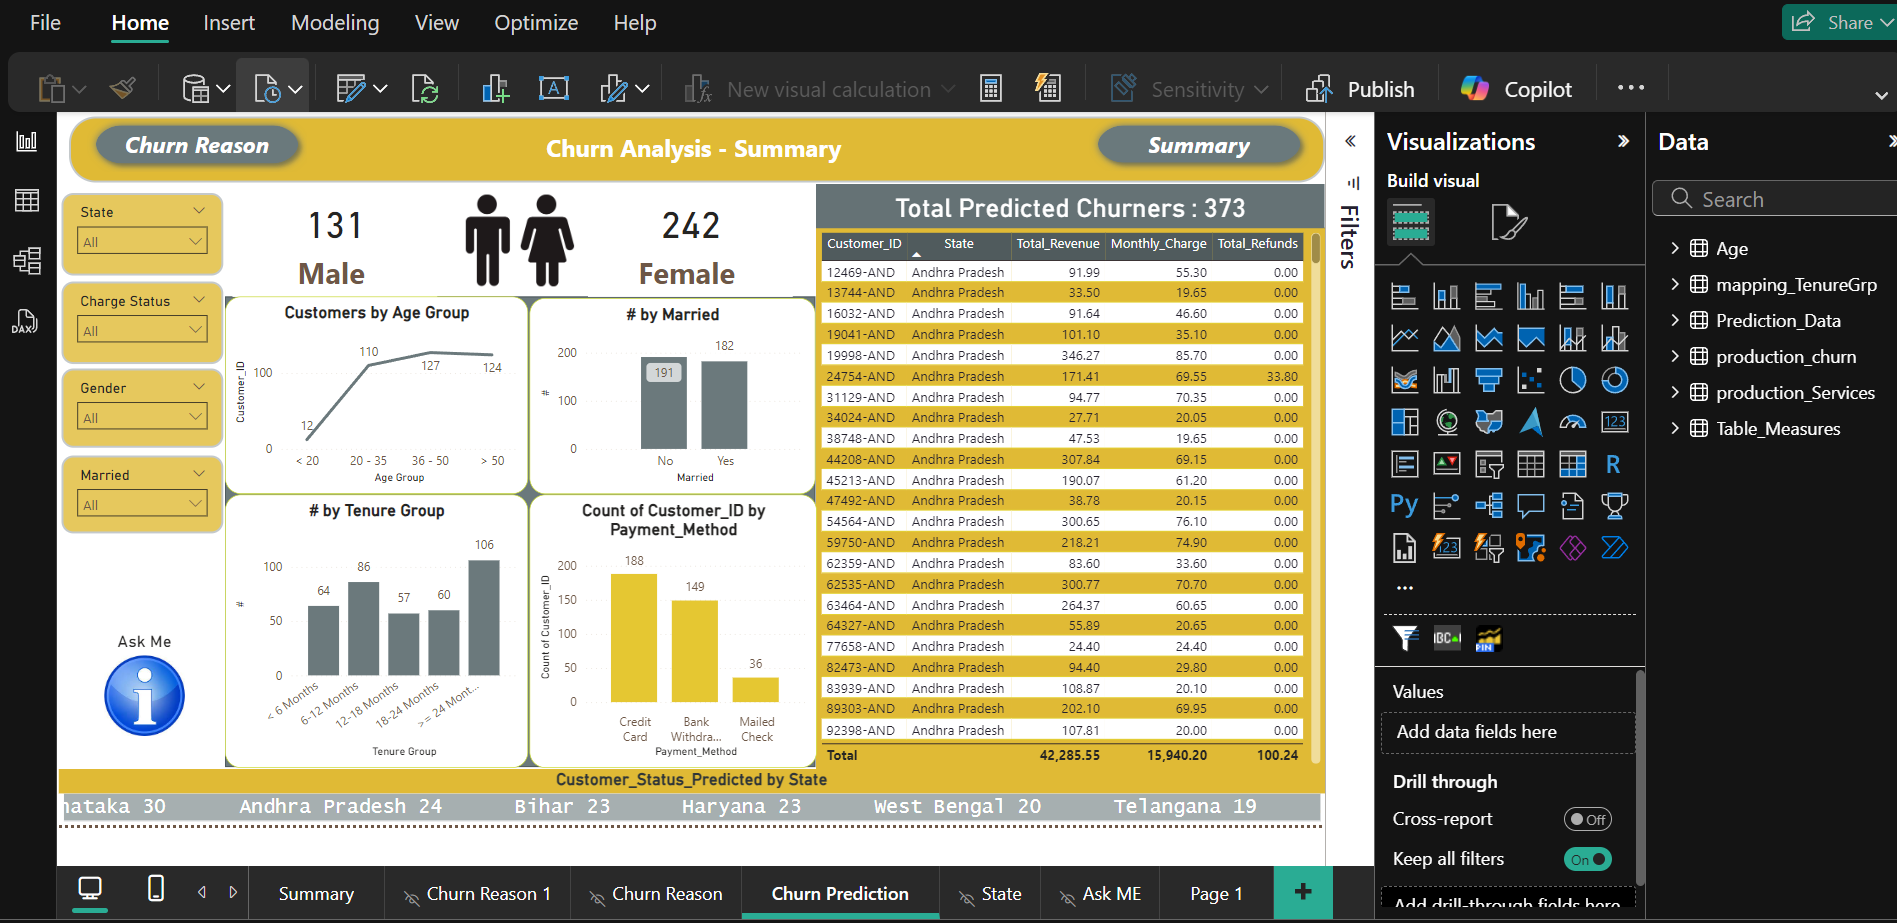 File Home Insert Modeling View Optimize Help Share
New visual calculation Sensitivity Publish Copilot
Churn Reason
Churn Analysis - Summary
Summary
State
All
Charge Status
All
Gender
All
Married
All
Ask Me
131
Male
242
Female
Customers by Age Group
Customer_ID
100
0
12
110
127
124
< 20 20 - 35 36 - 50 > 50
Age Group
# by Married
#
200
100
0
191
182
No Yes
Married
# by Tenure Group
#
100
50
0
64
86
57
60
106
< 6 Months 6-12 Months 12-18 Months 18-24 Months >= 24 Mont...
Tenure Group
Count of Customer_ID by
Payment_Method
Count of Customer_ID
200
150
100
50
0
188
149
36
Credit
Card
Bank
Withdra...
Mailed
Check
Payment_Method
Total Predicted Churners : 373
Customer_ID State Total_Revenue Monthly_Charge Total_Refunds
12469-AND Andhra Pradesh 91.99 55.30 0.00
13744-AND Andhra Pradesh 33.50 19.65 0.00
16032-AND Andhra Pradesh 91.64 46.60 0.00
19041-AND Andhra Pradesh 101.10 35.10 0.00
19998-AND Andhra Pradesh 346.27 85.70 0.00
24754-AND Andhra Pradesh 171.41 69.55 33.80
31129-AND Andhra Pradesh 94.77 70.35 0.00
34024-AND Andhra Pradesh 27.71 20.05 0.00
38748-AND Andhra Pradesh 47.53 19.65 0.00
44208-AND Andhra Pradesh 307.84 69.15 0.00
45213-AND Andhra Pradesh 190.07 61.20 0.00
47492-AND Andhra Pradesh 38.78 20.15 0.00
54564-AND Andhra Pradesh 300.65 76.10 0.00
59750-AND Andhra Pradesh 218.21 74.90 0.00
62359-AND Andhra Pradesh 83.60 33.60 0.00
62535-AND Andhra Pradesh 300.77 70.70 0.00
63464-AND Andhra Pradesh 264.37 60.65 0.00
64327-AND Andhra Pradesh 55.89 20.65 0.00
77658-AND Andhra Pradesh 24.40 24.40 0.00
82473-AND Andhra Pradesh 94.40 29.80 0.00
83939-AND Andhra Pradesh 108.87 20.10 0.00
89303-AND Andhra Pradesh 202.10 69.95 0.00
92398-AND Andhra Pradesh 107.81 20.00 0.00
Total 42,285.55 15,940.20 100.24
Customer_Status_Predicted by State
nataka 30 Andhra Pradesh 24 Bihar 23 Haryana 23 West Bengal 20 Telangana 19
Filters
Visualizations
Build visual
123
R
Py
123
PIN
Values
Add data fields here
Drill through
Cross-report Off
Keep all filters On
Add drill-through fields here
Data
Search
Age
mapping_TenureGrp
Prediction_Data
production_churn
production_Services
Table_Measures
DAX
Summary Churn Reason 1 Churn Reason Churn Prediction State Ask ME Page 1